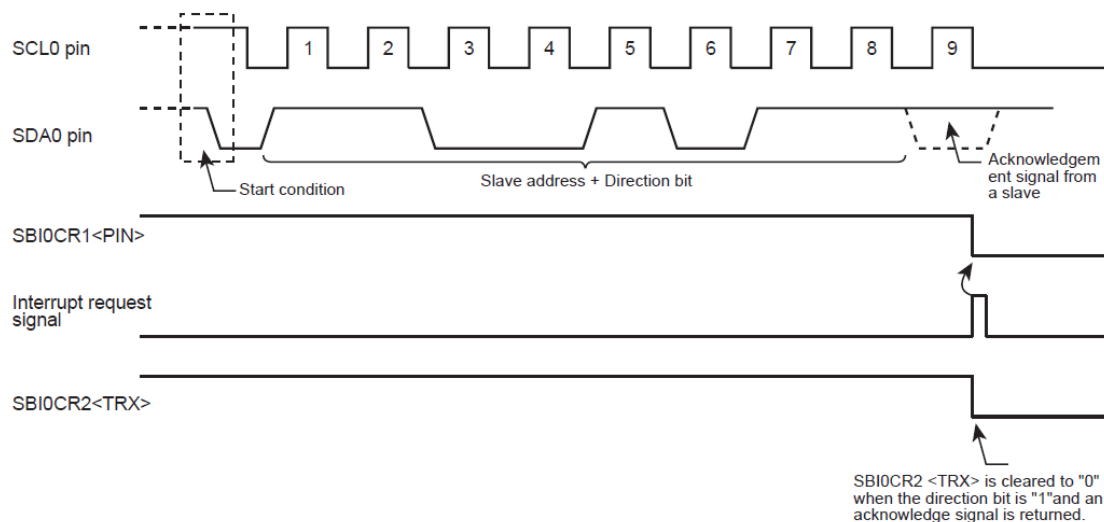 SCL0 pin
1 2 3 4 5 6 7 8 9
SDA0 pin
Start condition
Slave address + Direction bit
Acknowledgem
ent signal from
a slave
SBI0CR1<PIN>
Interrupt request
signal
SBI0CR2<TRX>
SBI0CR2 <TRX> is cleared to "0"
when the direction bit is "1"and an
acknowledge signal is returned.